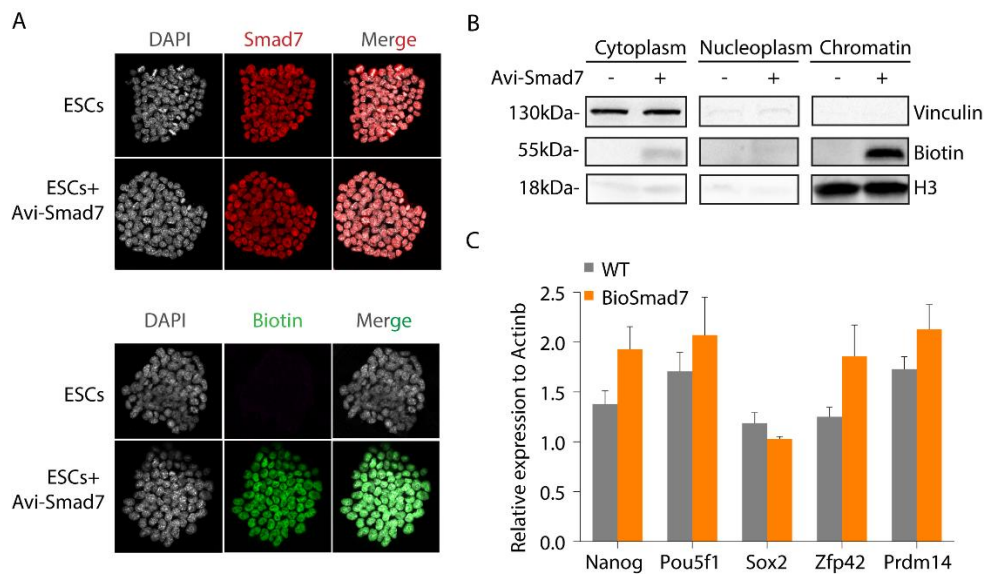 A
DAPI Smad7 Merge
ESCs
ESCs+
Avi-Smad7
DAPI Biotin Merge
ESCs
ESCs+
Avi-Smad7
B
Cytoplasm Nucleoplasm Chromatin
Avi-Smad7 - + - + - +
130kDa- Vinculin
55kDa- Biotin
18kDa- H3
C
WT
BioSmad7
Relative expression to Actinb
2.5
2.0
1.5
1.0
0.5
0.0
Nanog Pou5f1 Sox2 Zfp42 Prdm14